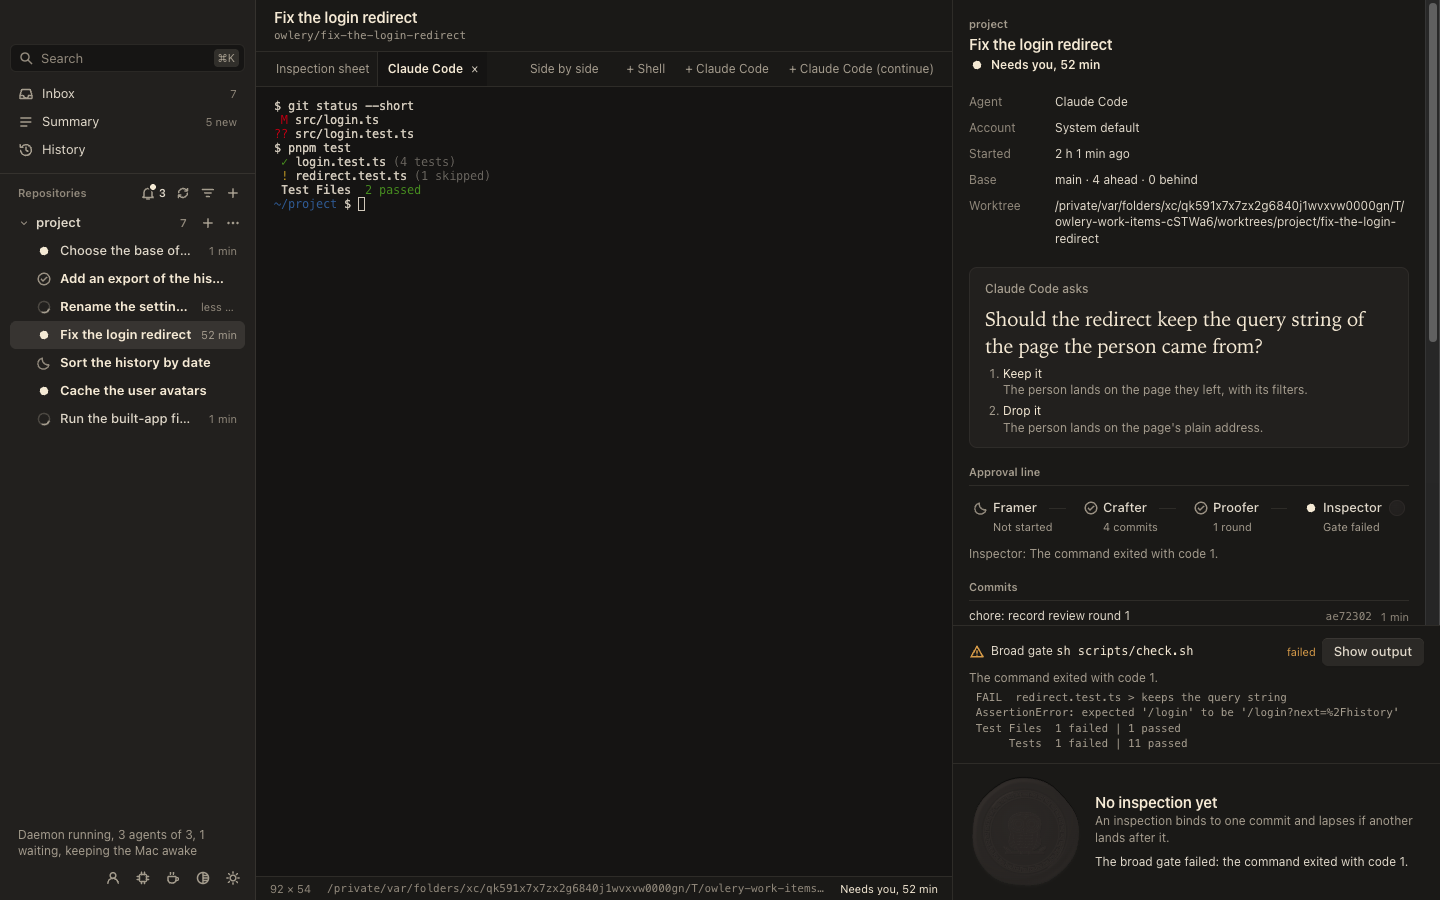 Search ⌘K
Inbox 7
Summary 5 new
History
Repositories 3
project 7
Choose the base of... 1 min
Add an export of the his...
Rename the settin... less ...
Fix the login redirect 52 min
Sort the history by date
Cache the user avatars
Run the built-app fi... 1 min
Daemon running, 3 agents of 3, 1
waiting, keeping the Mac awake
Fix the login redirect
owlery/fix-the-login-redirect
Inspection sheet Claude Code × Side by side + Shell + Claude Code + Claude Code (continue)
$ git status --short
M src/login.ts
?? src/login.test.ts
$ pnpm test
✓ login.test.ts (4 tests)
! redirect.test.ts (1 skipped)
Test Files 2 passed
~/project $
92 × 54 /private/var/folders/xc/qk591x7x7zx2g6840j1wvxvw0000gn/T/owlery-work-items… Needs you, 52 min
project
Fix the login redirect
Needs you, 52 min
Agent Claude Code
Account System default
Started 2 h 1 min ago
Base main · 4 ahead · 0 behind
Worktree /private/var/folders/xc/qk591x7x7zx2g6840j1wvxvw0000gn/T/
owlery-work-items-cSTWa6/worktrees/project/fix-the-login-
redirect
Claude Code asks
Should the redirect keep the query string of
the page the person came from?
1. Keep it
The person lands on the page they left, with its filters.
2. Drop it
The person lands on the page's plain address.
Approval line
Framer Crafter Proofer Inspector
Not started 4 commits 1 round Gate failed
Inspector: The command exited with code 1.
Commits
chore: record review round 1 ae72302 1 min
Broad gate sh scripts/check.sh failed Show output
The command exited with code 1.
FAIL redirect.test.ts > keeps the query string
AssertionError: expected '/login' to be '/login?next=%2Fhistory'
Test Files 1 failed | 1 passed
Tests 1 failed | 11 passed
No inspection yet
An inspection binds to one commit and lapses if another
lands after it.
The broad gate failed: the command exited with code 1.